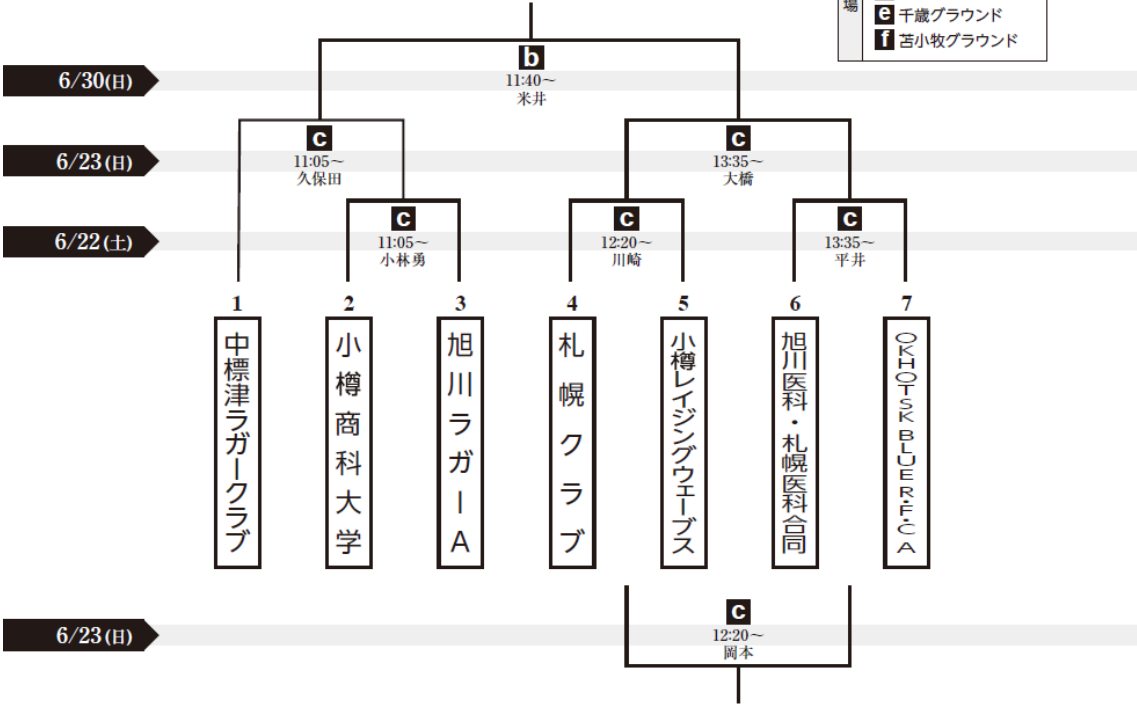 場
e 千歳グラウンド
f 苫小牧グラウンド
6/30(日)
b
11:40〜
米井
6/23(日)
c
11:05〜
久保田
c
13:35〜
大橋
6/22(土)
c
11:05〜
小林勇
c
12:20〜
川崎
c
13:35〜
平井
1
2
3
4
5
6
7
中標津ラガークラブ
小樽商科大学
旭川ラガーA
札幌クラブ
小樽レイジングウェーブス
旭川医科・札幌医科合同
OKHOTSK BLUE R・F・C A
6/23(日)
c
12:20〜
岡本